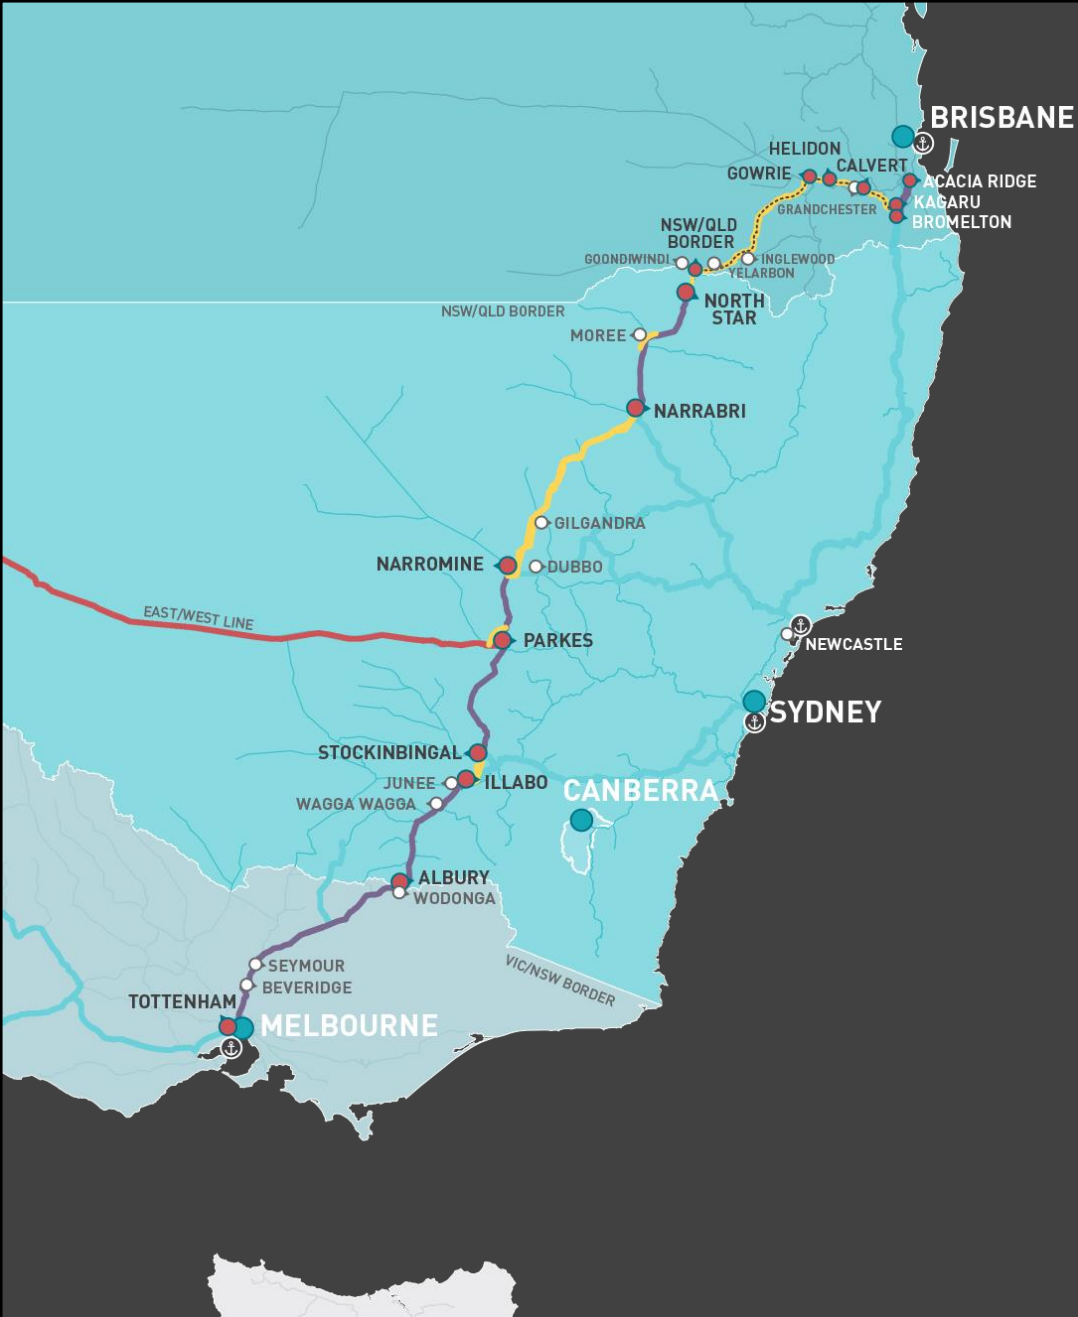 BRISBANE
HELIDON
CALVERT
GOWRIE
ACACIA RIDGE
KAGARU
GRANDCHESTER
BROMELTON
NSW/QLD
BORDER
GOONDIWINDI
INGLEWOOD
YELARBON
NORTH
STAR
NSW/QLD BORDER
MOREE
NARRABRI
GILGANDRA
NARROMINE
DUBBO
EAST/WEST LINE
PARKES
NEWCASTLE
SYDNEY
STOCKINBINGAL
JUNEE
ILLABO
CANBERRA
WAGGA WAGGA
ALBURY
WODONGA
SEYMOUR
VIC/NSW BORDER
BEVERIDGE
TOTTENHAM
MELBOURNE